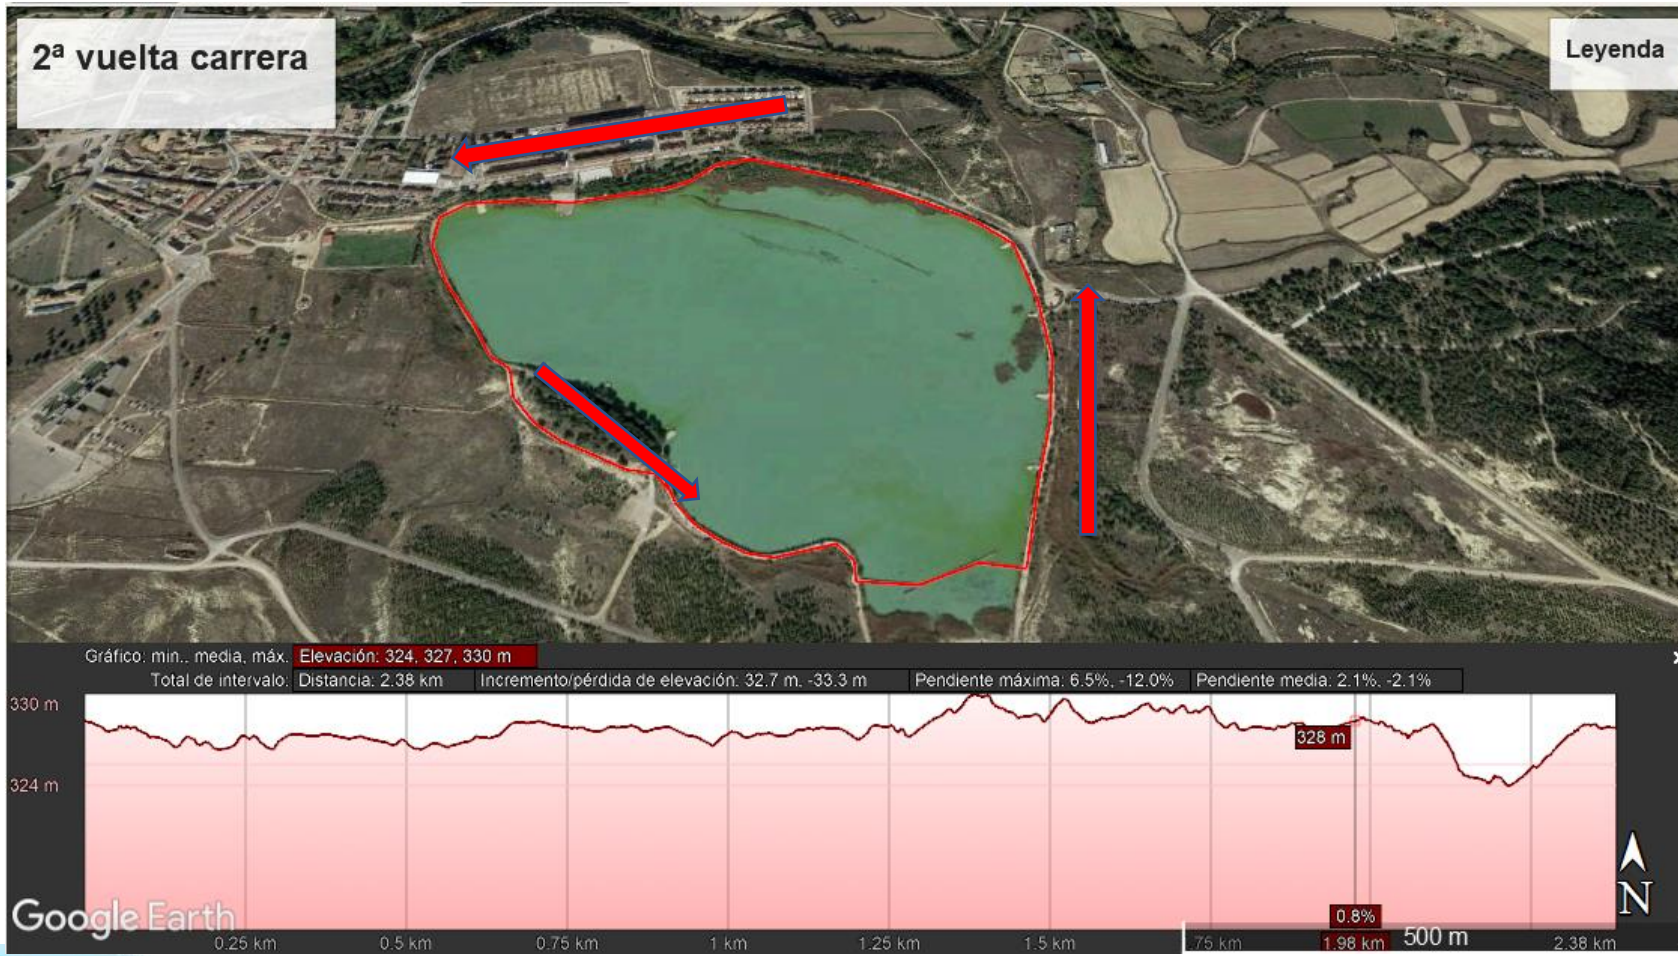 2ª vuelta carrera
Leyenda
Gráfico: min., media, máx. Elevación: 324, 327, 330 m
Total de intervalo: Distancia: 2.38 km Incremento/pérdida de elevación: 32.7 m, -33.3 m Pendiente máxima: 6.5%, -12.0% Pendiente media: 2.1%, -2.1%
330 m
328 m
324 m
N
Google Earth
0.8%
0.25 km 0.5 km 0.75 km 1 km 1.25 km 1.5 km .75 km 1.98 km 500 m 2.38 km